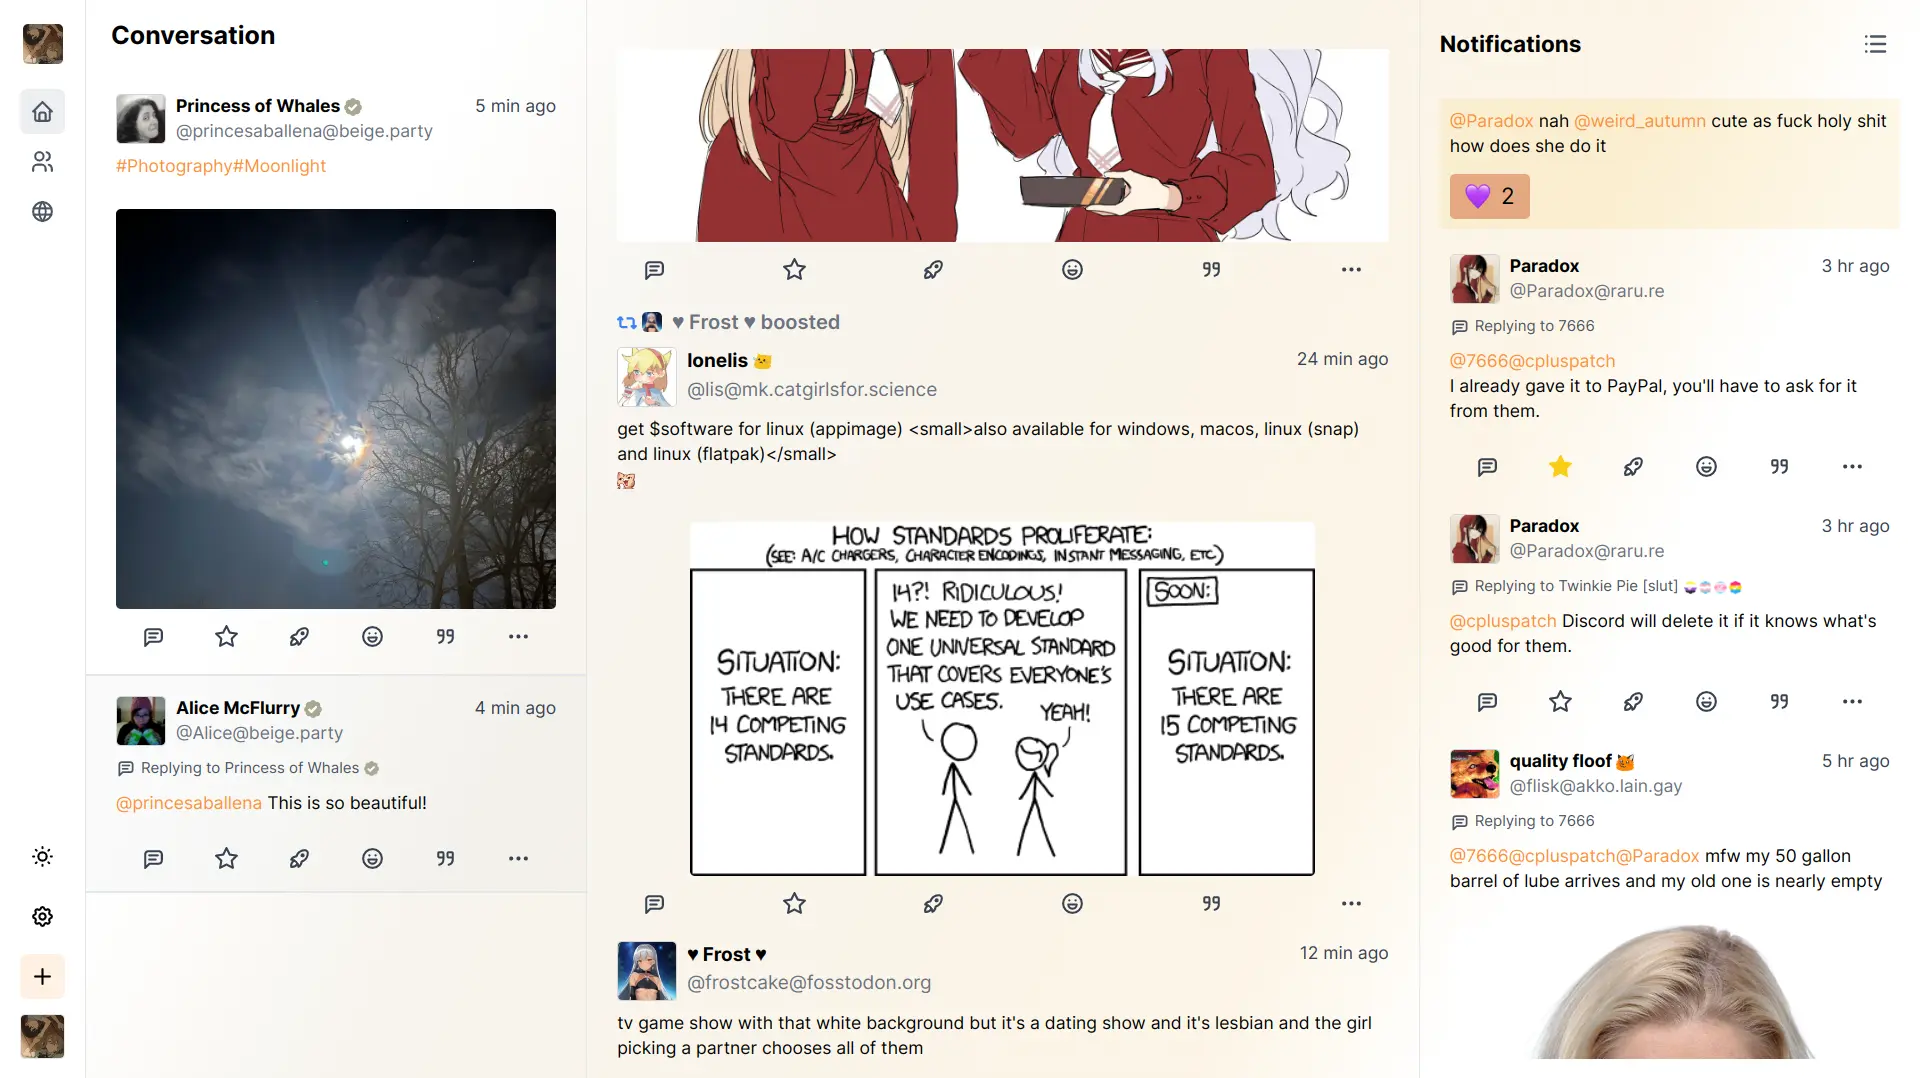 Conversation
Princess of Whales
5 min ago
@princesaballena@beige.party
#Photography#Moonlight
Alice McFlurry
4 min ago
@Alice@beige.party
Replying to Princess of Whales
@princesaballena This is so beautiful!
♥ Frost ♥ boosted
lonelis
24 min ago
@lis@mk.catgirlsfor.science
get $software for linux (appimage) <small>also available for windows, macos, linux (snap)
and linux (flatpak)</small>
HOW STANDARDS PROLIFERATE:
(SEE: A/C CHARGERS, CHARACTER ENCODINGS, INSTANT MESSAGING, ETC)
SITUATION:
THERE ARE
14 COMPETING
STANDARDS.
14?! RIDICULOUS!
WE NEED TO DEVELOP
ONE UNIVERSAL STANDARD
THAT COVERS EVERYONE'S
USE CASES.
YEAH!
SOON:
SITUATION:
THERE ARE
15 COMPETING
STANDARDS.
♥ Frost ♥
12 min ago
@frostcake@fosstodon.org
tv game show with that white background but it's a dating show and it's lesbian and the girl
picking a partner chooses all of them
Notifications
@Paradox nah @weird_autumn cute as fuck holy shit
how does she do it
💜 2
Paradox
3 hr ago
@Paradox@raru.re
Replying to 7666
@7666@cpluspatch
I already gave it to PayPal, you'll have to ask for it
from them.
Paradox
3 hr ago
@Paradox@raru.re
Replying to Twinkie Pie [slut]
@cpluspatch Discord will delete it if it knows what's
good for them.
quality floof
5 hr ago
@flisk@akko.lain.gay
Replying to 7666
@7666@cpluspatch@Paradox mfw my 50 gallon
barrel of lube arrives and my old one is nearly empty